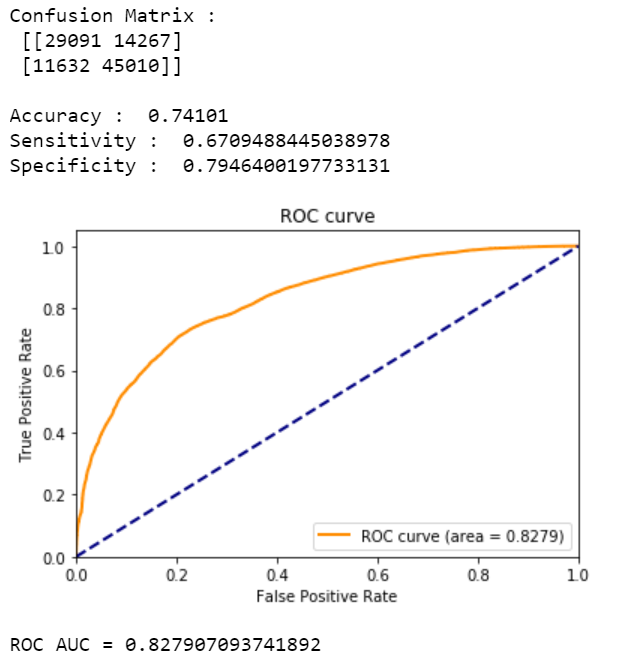 Confusion Matrix :
[[29091 14267]
[11632 45010]]
Accuracy :  0.74101
Sensitivity :  0.6709488445038978
Specificity :  0.7946400197733131
ROC curve
1.0
0.8
0.6
0.4
0.2
0.0
True Positive Rate
ROC curve (area = 0.8279)
0.0 0.2 0.4 0.6 0.8 1.0
False Positive Rate
ROC AUC = 0.827907093741892